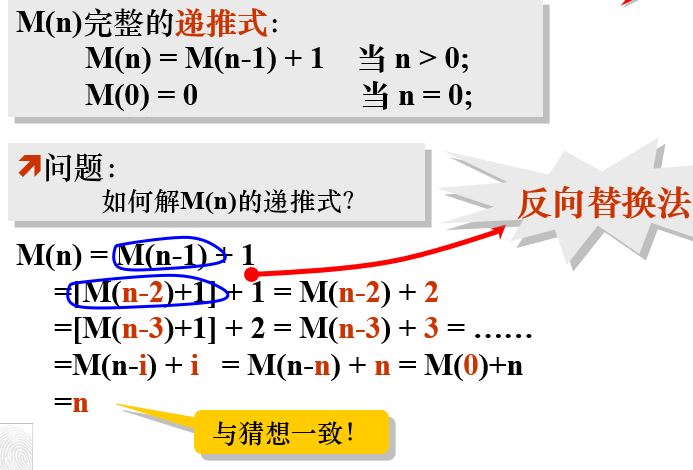 M(n)完整的递推式：
M(n) = M(n-1) + 1 当 n > 0;
M(0) = 0 当 n = 0;
问题：
如何解M(n)的递推式？
反向替换法
M(n) = M(n-1) + 1
=[M(n-2)+1] + 1 = M(n-2) + 2
=[M(n-3)+1] + 2 = M(n-3) + 3 = ……
=M(n-i) + i = M(n-n) + n = M(0)+n
=n
与猜想一致！